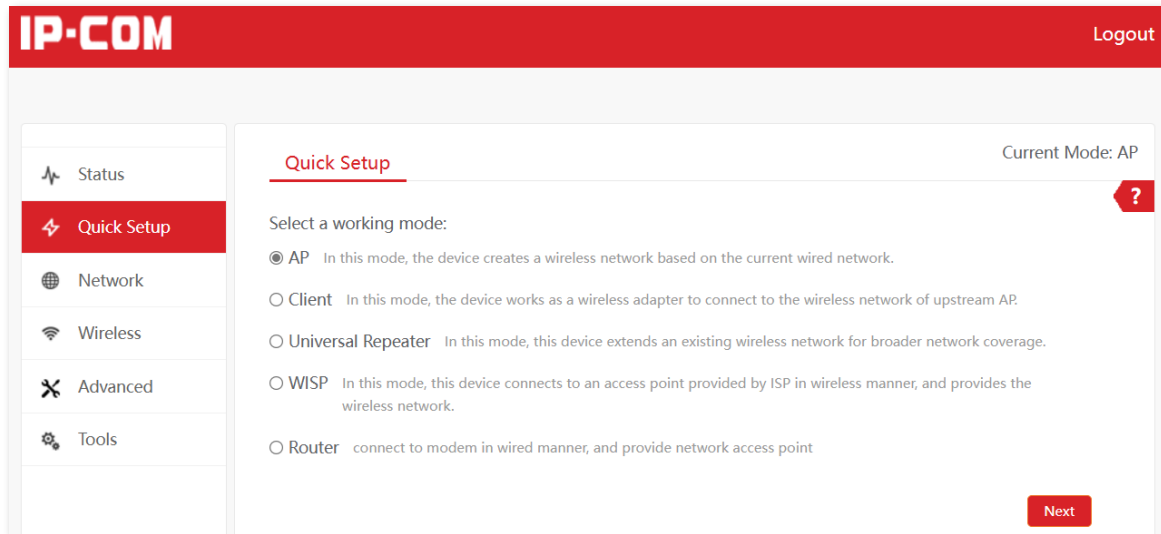 IP-COM
Logout
Status
Quick Setup
Network
Wireless
Advanced
Tools
Quick Setup
Current Mode: AP
?
Select a working mode:
AP In this mode, the device creates a wireless network based on the current wired network.
Client In this mode, the device works as a wireless adapter to connect to the wireless network of upstream AP.
Universal Repeater In this mode, this device extends an existing wireless network for broader network coverage.
WISP In this mode, this device connects to an access point provided by ISP in wireless manner, and provides the
wireless network.
Router connect to modem in wired manner, and provide network access point
Next